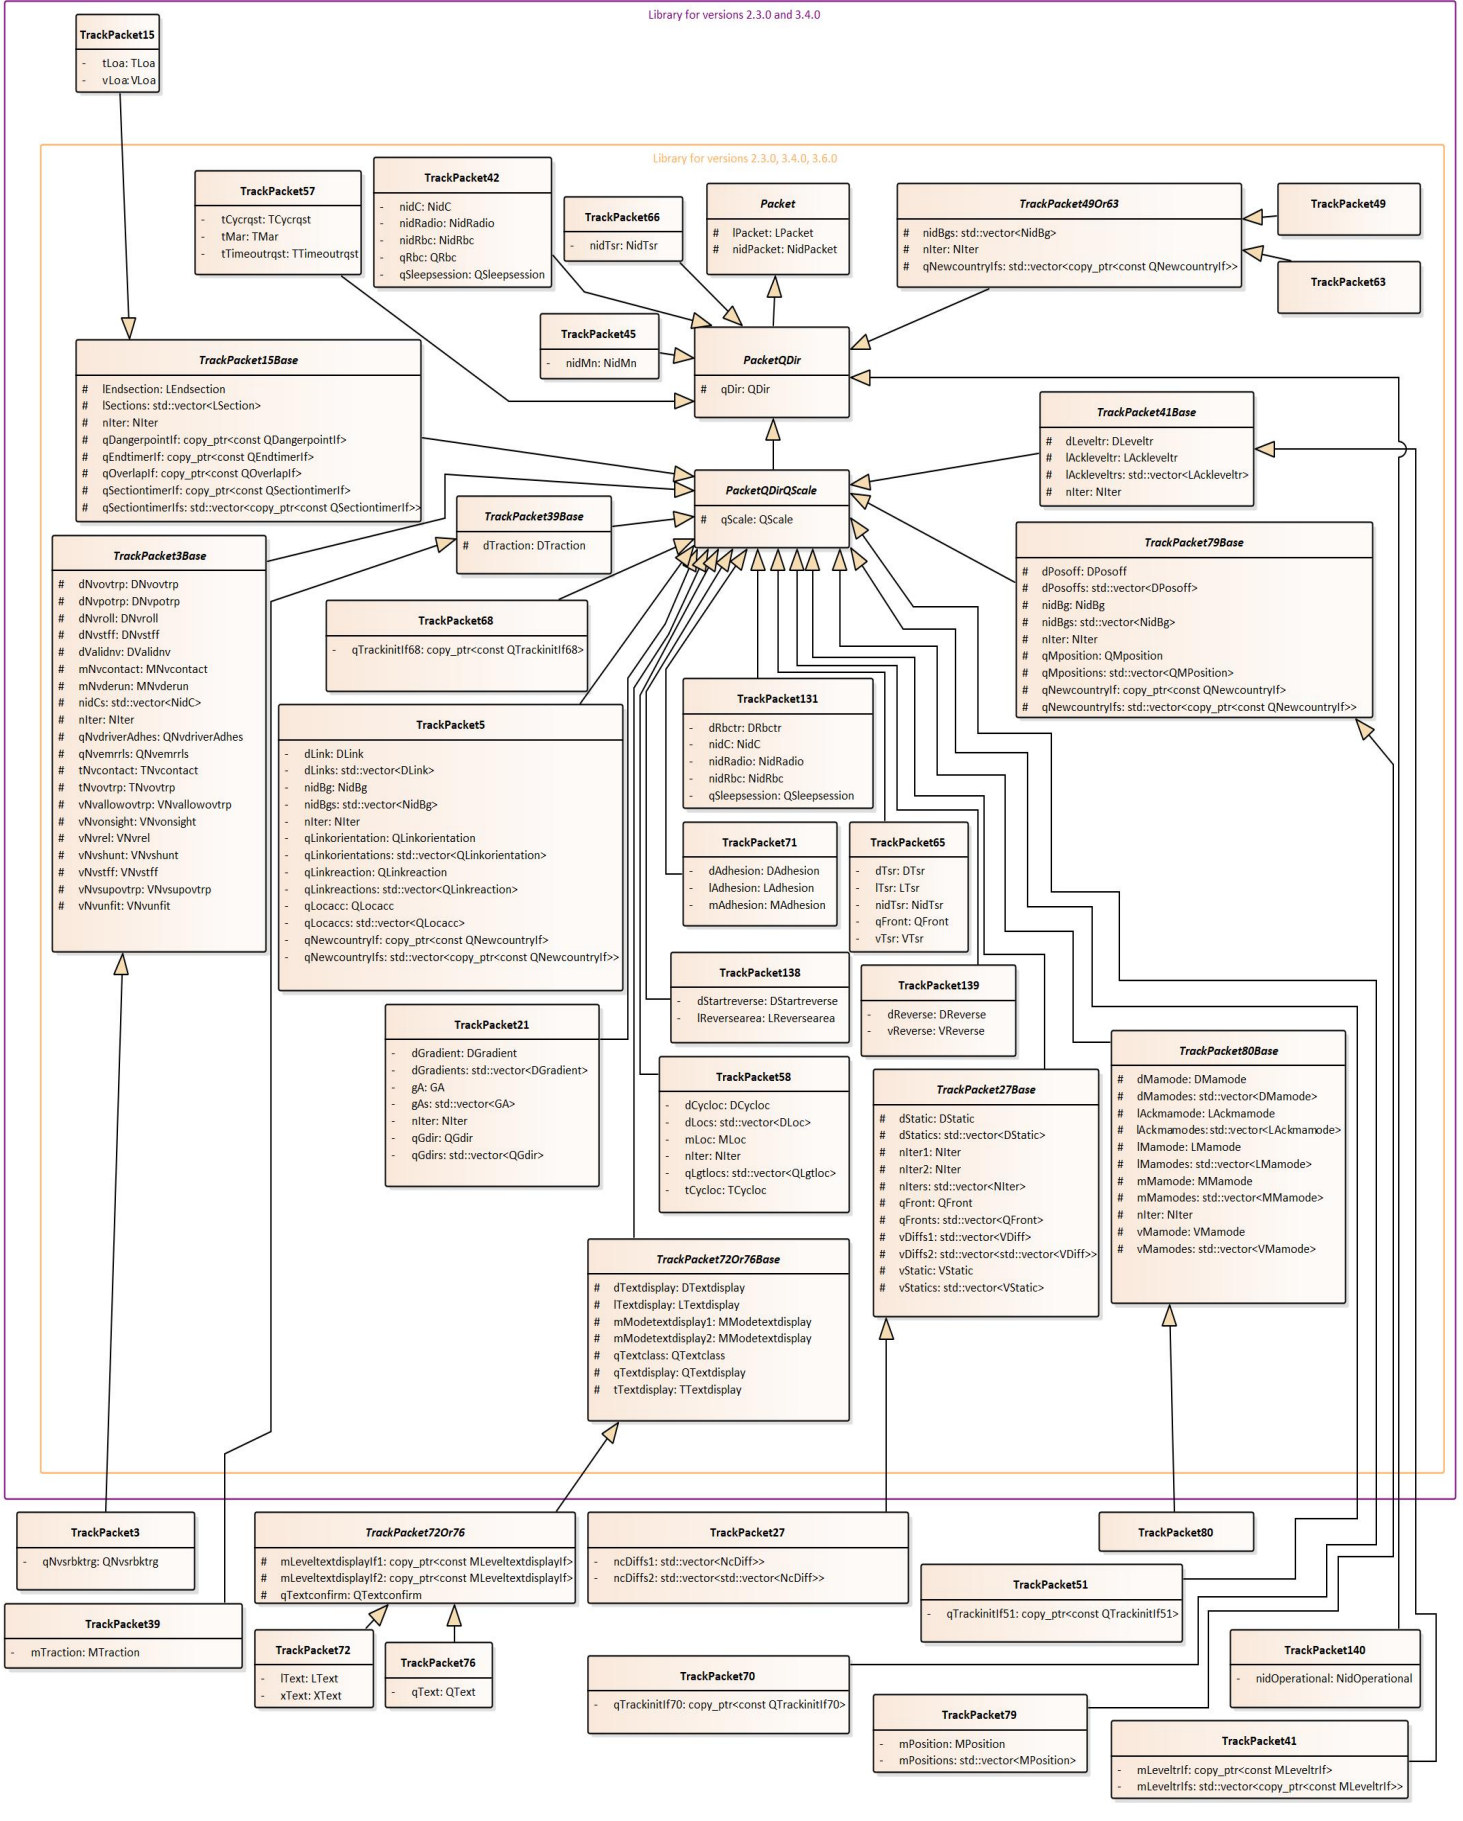 Library for versions 2.3.0 and 3.4.0
TrackPacket15
- tLoa: TLoa
- vLoa: VLoa
Library for versions 2.3.0, 3.4.0, 3.6.0
TrackPacket57
- tCycrqst: TCycrqst
- tMar: TMar
- tTimeoutrqst: TTimeoutrqst
TrackPacket42
- nidC: NidC
- nidRadio: NidRadio
- nidRbc: NidRbc
- qRbc: QRbc
- qSleepsession: QSleepsession
TrackPacket66
- nidTsr: NidTsr
Packet
# lPacket: LPacket
# nidPacket: NidPacket
TrackPacket49Or63
# nidBgs: std::vector<NidBg>
# nIter: NIter
# qNewcountryIfs: std::vector<copy_ptr<const QNewcountryIf>>
TrackPacket49
TrackPacket63
TrackPacket45
- nidMn: NidMn
PacketQDir
# qDir: QDir
TrackPacket15Base
# lEndsection: LEndsection
# lSections: std::vector<LSection>
# nIter: NIter
# qDangerpointIf: copy_ptr<const QDangerpointIf>
# qEndtimerIf: copy_ptr<const QEndtimerIf>
# qOverlapIf: copy_ptr<const QOverlapIf>
# qSectiontimerIf: copy_ptr<const QSectiontimerIf>
# qSectiontimerIfs: std::vector<copy_ptr<const QSectiontimerIf>>
TrackPacket41Base
# dLeveltr: DLeveltr
# lAckleveltr: LAckleveltr
# lAckleveltrs: std::vector<LAckleveltr>
# nIter: NIter
PacketQDirQScale
# qScale: QScale
TrackPacket39Base
# dTraction: DTraction
TrackPacket3Base
# dNvovtrp: DNvovtrp
# dNvpotrp: DNvpotrp
# dNvroll: DNvroll
# dNvstff: DNvstff
# dValidnv: DValidnv
# mNvcontact: MNvcontact
# mNvderun: MNvderun
# nidCs: std::vector<NidC>
# nIter: NIter
# qNvdriverAdhes: QNvdriverAdhes
# qNvemrrls: QNvemrrls
# tNvcontact: TNvcontact
# tNvovtrp: TNvovtrp
# vNvallowovtrp: VNvallowovtrp
# vNvonsight: VNvonsight
# vNvrel: VNvrel
# vNvshunt: VNvshunt
# vNvstff: VNvstff
# vNvsupovtrp: VNvsupovtrp
# vNvunfit: VNvunfit
TrackPacket79Base
# dPosoff: DPosoff
# dPosoffs: std::vector<DPosoff>
# nidBg: NidBg
# nidBgs: std::vector<NidBg>
# nIter: NIter
# qMposition: QMposition
# qMpositions: std::vector<QMPosition>
# qNewcountryIf: copy_ptr<const QNewcountryIf>
# qNewcountryIfs: std::vector<copy_ptr<const QNewcountryIf>>
TrackPacket68
- qTrackinitIf68: copy_ptr<const QTrackinitIf68>
TrackPacket5
- dLink: DLink
- dLinks: std::vector<DLink>
- nidBg: NidBg
- nidBgs: std::vector<NidBg>
- nIter: NIter
- qLinkorientation: QLinkorientation
- qLinkorientations: std::vector<QLinkorientation>
- qLinkreaction: QLinkreaction
- qLinkreactions: std::vector<QLinkreaction>
- qLocacc: QLocacc
- qLocaccs: std::vector<QLocacc>
- qNewcountryIf: copy_ptr<const QNewcountryIf>
- qNewcountryIfs: std::vector<copy_ptr<const QNewcountryIf>>
TrackPacket131
- dRbctr: DRbctr
- nidC: NidC
- nidRadio: NidRadio
- nidRbc: NidRbc
- qSleepsession: QSleepsession
TrackPacket71
- dAdhesion: DAdhesion
- lAdhesion: LAdhesion
- mAdhesion: MAdhesion
TrackPacket65
- dTsr: DTsr
- lTsr: LTsr
- nidTsr: NidTsr
- qFront: QFront
- vTsr: VTsr
TrackPacket138
- dStartreverse: DStartreverse
- lReversearea: LReversearea
TrackPacket139
- dReverse: DReverse
- vReverse: VReverse
TrackPacket21
- dGradient: DGradient
- dGradients: std::vector<DGradient>
- gA: GA
- gAs: std::vector<GA>
- nIter: NIter
- qGdir: QGdir
- qGdirs: std::vector<QGdir>
TrackPacket58
- dCycloc: DCycloc
- dLocs: std::vector<DLoc>
- mLoc: MLoc
- nIter: NIter
- qLgtlocs: std::vector<QLgtloc>
- tCycloc: TCycloc
TrackPacket27Base
# dStatic: DStatic
# dStatics: std::vector<DStatic>
# nIter1: NIter
# nIter2: NIter
# nIters: std::vector<NIter>
# qFront: QFront
# qFronts: std::vector<QFront>
# vDiffs1: std::vector<VDiff>
# vDiffs2: std::vector<std::vector<VDiff>>
# vStatic: VStatic
# vStatics: std::vector<VStatic>
TrackPacket80Base
# dMamode: DMamode
# dMamodes: std::vector<DMamode>
# lAckmamode: LAckmamode
# lAckmamodes: std::vector<LAckmamode>
# lMamode: LMamode
# lMamodes: std::vector<LMamode>
# mMamode: MMamode
# mMamodes: std::vector<MMamode>
# nIter: NIter
# vMamode: VMamode
# vMamodes: std::vector<VMamode>
TrackPacket72Or76Base
# dTextdisplay: DTextdisplay
# lTextdisplay: LTextdisplay
# mModetextdisplay1: MModetextdisplay
# mModetextdisplay2: MModetextdisplay
# qTextclass: QTextclass
# qTextdisplay: QTextdisplay
# tTextdisplay: TTextdisplay
TrackPacket3
- qNvsrbktrg: QNvsrbktrg
TrackPacket72Or76
# mLeveltextdisplayIf1: copy_ptr<const MLeveltextdisplayIf>
# mLeveltextdisplayIf2: copy_ptr<const MLeveltextdisplayIf>
# qTextconfirm: QTextconfirm
TrackPacket27
- ncDiffs1: std::vector<NcDiff>>
- ncDiffs2: std::vector<std::vector<NcDiff>>
TrackPacket80
TrackPacket51
- qTrackinitIf51: copy_ptr<const QTrackinitIf51>
TrackPacket39
- mTraction: MTraction
TrackPacket72
- lText: LText
- xText: XText
TrackPacket76
- qText: QText
TrackPacket70
- qTrackinitIf70: copy_ptr<const QTrackinitIf70>
TrackPacket140
- nidOperational: NidOperational
TrackPacket79
- mPosition: MPosition
- mPositions: std::vector<MPosition>
TrackPacket41
- mLeveltrIf: copy_ptr<const MLeveltrIf>
- mLeveltrIfs: std::vector<copy_ptr<const MLeveltrIf>>